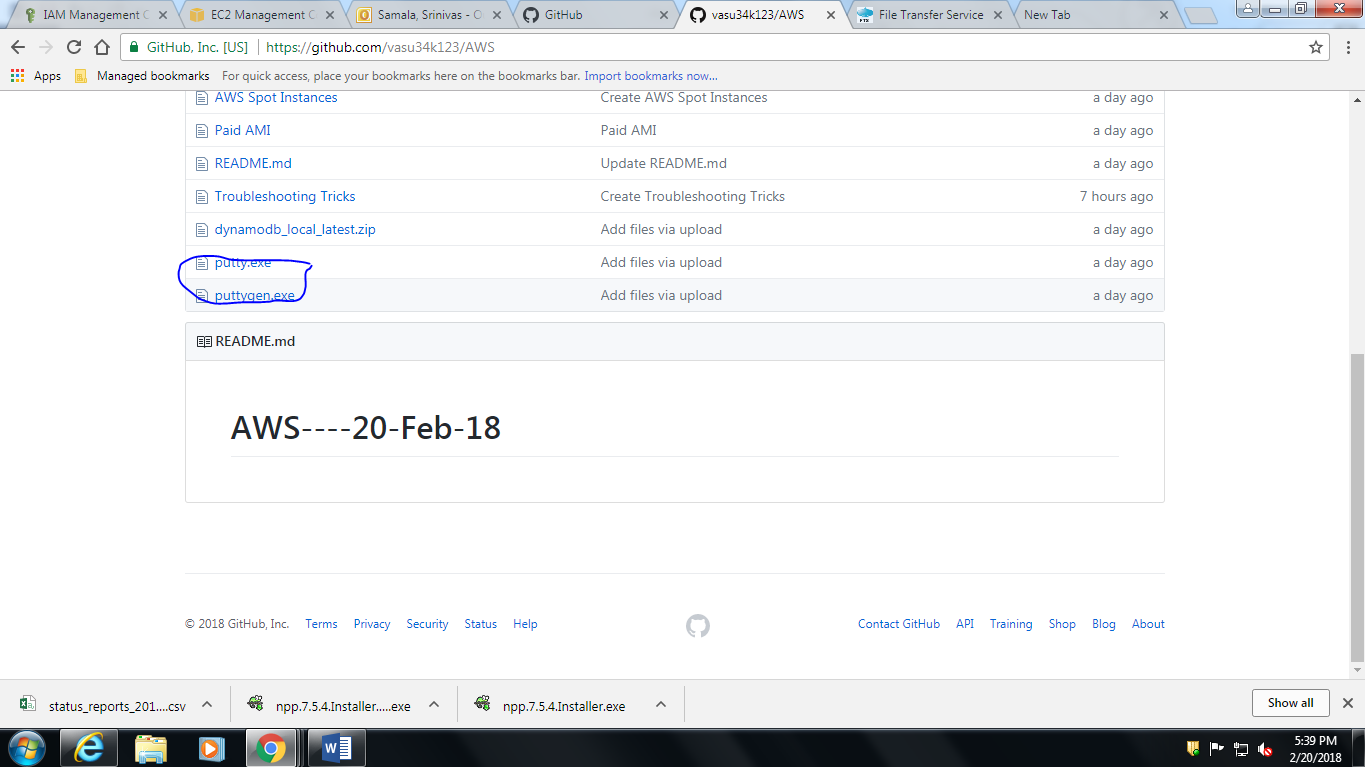 IAM Management C
EC2 Management C
Samala, Srinivas - O
GitHub
vasu34k123/AWS
File Transfer Service
New Tab
GitHub, Inc. [US] https://github.com/vasu34k123/AWS
Apps Managed bookmarks For quick access, place your bookmarks here on the bookmarks bar. Import bookmarks now...
AWS Spot Instances Create AWS Spot Instances a day ago
Paid AMI Paid AMI a day ago
README.md Update README.md a day ago
Troubleshooting Tricks Create Troubleshooting Tricks 7 hours ago
dynamodb_local_latest.zip Add files via upload a day ago
putty.exe Add files via upload a day ago
puttygen.exe Add files via upload a day ago
README.md
AWS----20-Feb-18
© 2018 GitHub, Inc. Terms Privacy Security Status Help Contact GitHub API Training Shop Blog About
status_reports_201....csv npp.7.5.4.Installer.....exe npp.7.5.4.Installer.exe Show all
5:39 PM
2/20/2018